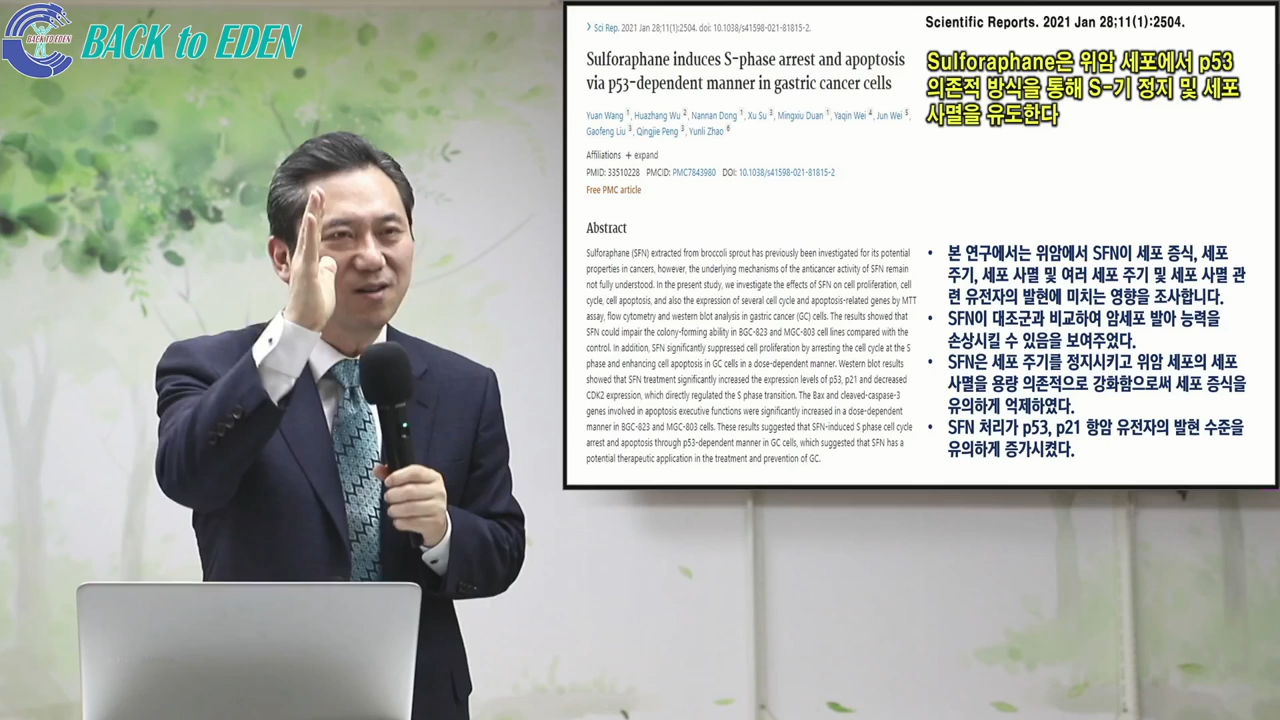 BACK TO EDEN
BACK to EDEN
Sci Rep. 2021 Jan 28;11(1):2504. doi: 10.1038/s41598-021-81815-2.
Sulforaphane induces S-phase arrest and apoptosis
via p53-dependent manner in gastric cancer cells
Yuan Wang 1, Huazhang Wu 2, Nannan Dong 1, Xu Su 3, Mingxiu Duan 1, Yaqin Wei 4, Jun Wei 5,
Gaofeng Liu 3, Qingjie Peng 3, Yunli Zhao 6
Affiliations + expand
PMID: 33510228 PMCID: PMC7843980 DOI: 10.1038/s41598-021-81815-2
Free PMC article
Abstract
Sulforaphane (SFN) extracted from broccoli sprout has previously been investigated for its potential
properties in cancers, however, the underlying mechanisms of the anticancer activity of SFN remain
not fully understood. In the present study, we investigate the effects of SFN on cell proliferation, cell
cycle, cell apoptosis, and also the expression of several cell cycle and apoptosis-related genes by MTT
assay, flow cytometry and western blot analysis in gastric cancer (GC) cells. The results showed that
SFN could impair the colony-forming ability in BGC-823 and MGC-803 cell lines compared with the
control. In addition, SFN significantly suppressed cell proliferation by arresting the cell cycle at the S
phase and enhancing cell apoptosis in GC cells in a dose-dependent manner. Western blot results
showed that SFN treatment significantly increased the expression levels of p53, p21 and decreased
CDK2 expression, which directly regulated the S phase transition. The Bax and cleaved-caspase-3
genes involved in apoptosis executive functions were significantly increased in a dose-dependent
manner in BGC-823 and MGC-803 cells. These results suggested that SFN-induced S phase cell cycle
arrest and apoptosis through p53-dependent manner in GC cells, which suggested that SFN has a
potential therapeutic application in the treatment and prevention of GC.
Scientific Reports. 2021 Jan 28;11(1):2504.
Sulforaphane은 위암 세포에서 p53
의존적 방식을 통해 S-기 정지 및 세포
사멸을 유도한다
• 본 연구에서는 위암에서 SFN이 세포 증식, 세포
주기, 세포 사멸 및 여러 세포 주기 및 세포 사멸 관
련 유전자의 발현에 미치는 영향을 조사합니다.
• SFN이 대조군과 비교하여 암세포 발아 능력을
손상시킬 수 있음을 보여주었다.
• SFN은 세포 주기를 정지시키고 위암 세포의 세포
사멸을 용량 의존적으로 강화함으로써 세포 증식을
유의하게 억제하였다.
• SFN 처리가 p53, p21 항암 유전자의 발현 수준을
유의하게 증가시켰다.